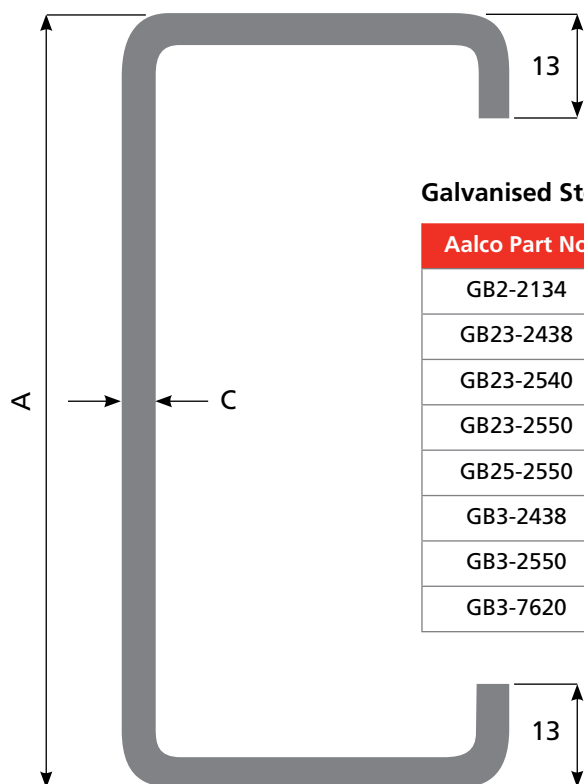 13
Galvanised St
Aalco Part No
GB2-2134
GB23-2438
GB23-2540
A
C
GB23-2550
GB25-2550
GB3-2438
GB3-2550
GB3-7620
13